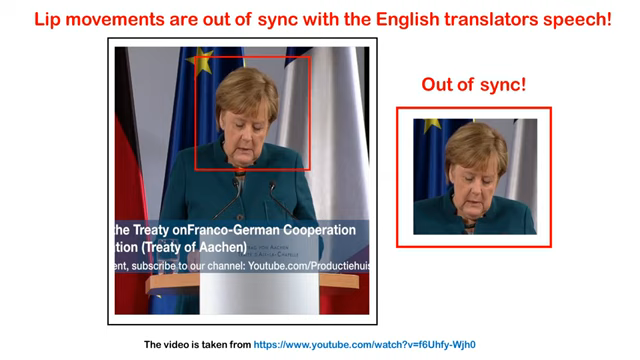 Lip movements are out of sync with the English translators speech!
Out of sync!
the Treaty onFranco-German Cooperation
tion (Treaty of Aachen)
ent, subscribe to our channel: Youtube.com/Productiehuis
The video is taken from https://www.youtube.com/watch?v=f6Uhfy-Wjh0